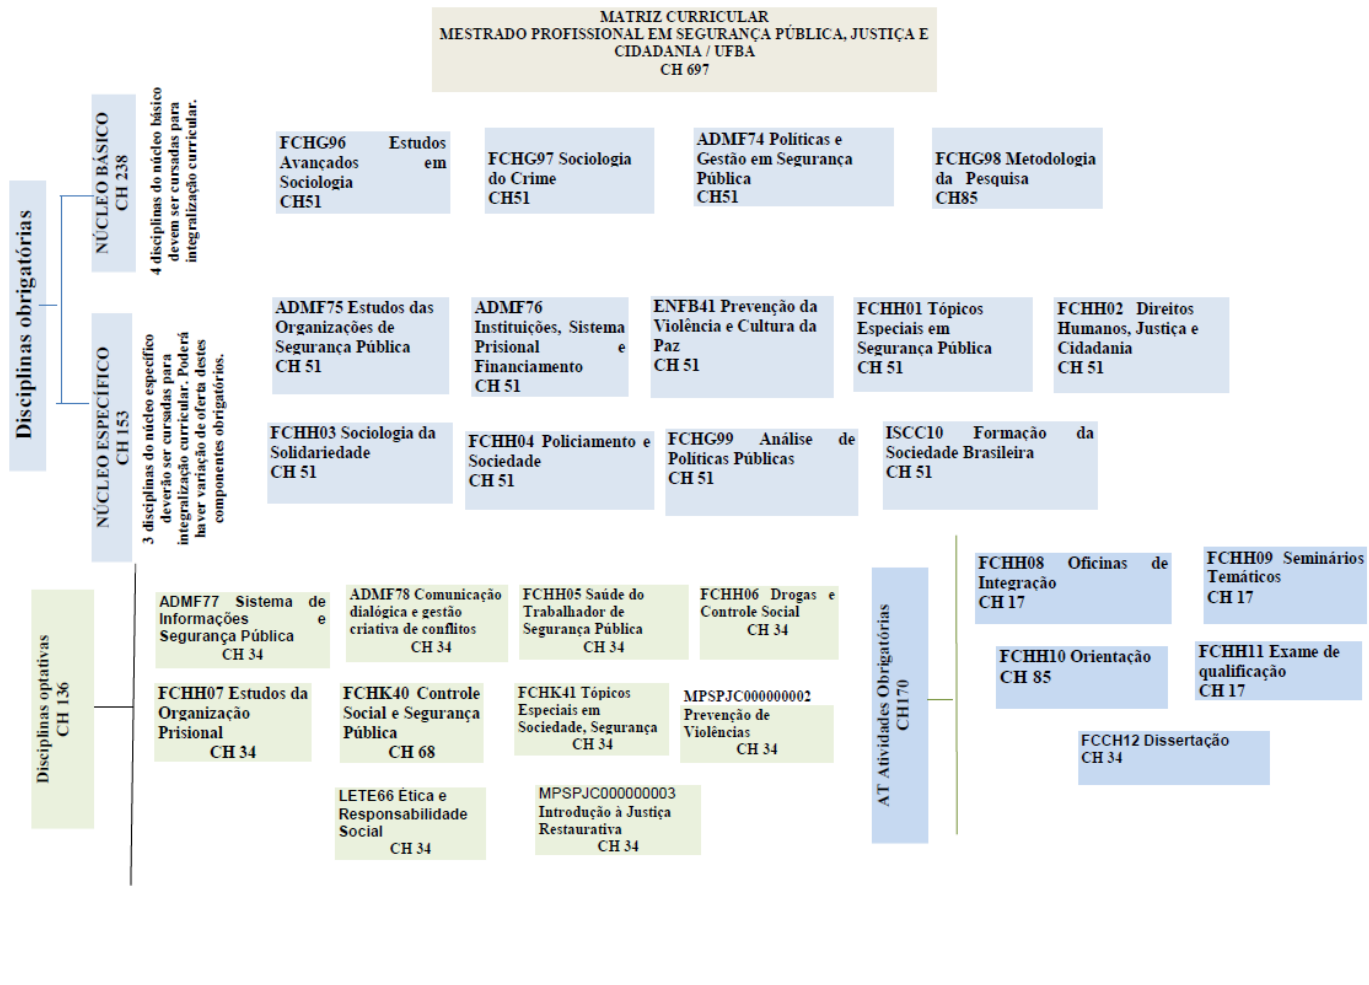 MATRIZ CURRICULAR
MESTRADO PROFISSIONAL EM SEGURANÇA PÚBLICA, JUSTIÇA E
CIDADANIA / UFBA
CH 697
Disciplinas obrigatórias
NÚCLEO BÁSICO
CH 238
4 disciplinas do núcleo básico
devem ser cursadas para
integralização curricular.
FCHG96 Estudos
Avançados em
Sociologia
CH51
FCHG97 Sociologia
do Crime
CH51
ADMF74 Políticas e
Gestão em Segurança
Pública
CH51
FCHG98 Metodologia
da Pesquisa
CH85
NÚCLEO ESPECÍFICO
CH 153
3 disciplinas do núcleo específico
deverão ser cursadas para
integralização curricular. Poderá
haver variação de oferta destes
componentes obrigatórios.
ADMF75 Estudos das
Organizações de
Segurança Pública
CH 51
ADMF76
Instituições, Sistema
Prisional e
Financiamento
CH 51
ENFB41 Prevenção da
Violência e Cultura da
Paz
CH 51
FCHH01 Tópicos
Especiais em
Segurança Pública
CH 51
FCHH02 Direitos
Humanos, Justiça e
Cidadania
CH 51
FCHH03 Sociologia da
Solidariedade
CH 51
FCHH04 Policiamento e
Sociedade
CH 51
FCHG99 Análise de
Políticas Públicas
CH 51
ISCC10 Formação da
Sociedade Brasileira
CH 51
Disciplinas optativas
CH 136
ADMF77 Sistema de
Informações e
Segurança Pública
CH 34
ADMF78 Comunicação
dialógica e gestão
criativa de conflitos
CH 34
FCHH05 Saúde do
Trabalhador de
Segurança Pública
CH 34
FCHH06 Drogas e
Controle Social
CH 34
FCHH07 Estudos da
Organização
Prisional
CH 34
FCHK40 Controle
Social e Segurança
Pública
CH 68
FCHK41 Tópicos
Especiais em
Sociedade, Segurança
CH 34
MPSPJC000000002
Prevenção de
Violências
CH 34
LETE66 Ética e
Responsabilidade
Social
CH 34
MPSPJC000000003
Introdução à Justiça
Restaurativa
CH 34
AT Atividades Obrigatórias
CH170
FCHH08 Oficinas de
Integração
CH 17
FCHH09 Seminários
Temáticos
CH 17
FCHH10 Orientação
CH 85
FCHH11 Exame de
qualificação
CH 17
FCCH12 Dissertação
CH 34